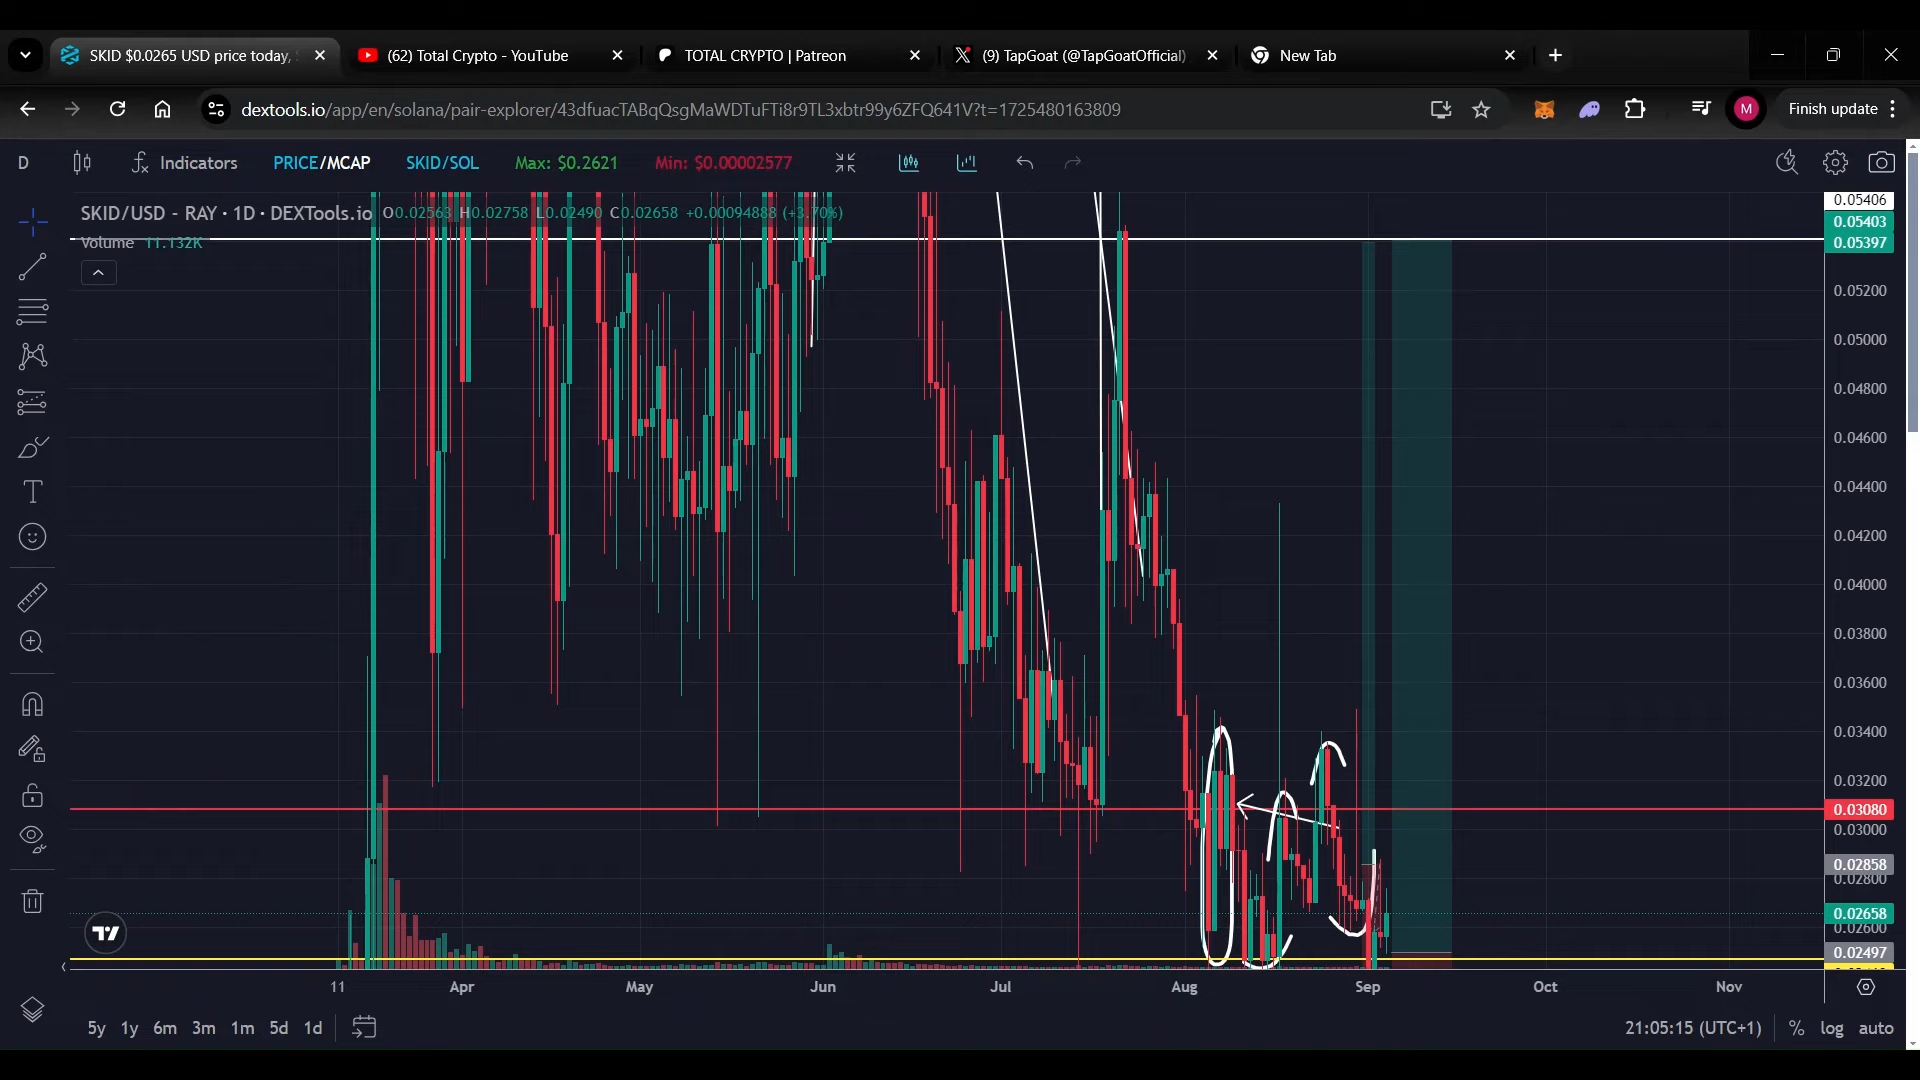 SKID $0.0265 USD price today,
(62) Total Crypto - YouTube
TOTAL CRYPTO | Patreon
(9) TapGoat (@TapGoatOfficial)
New Tab
dextools.io/app/en/solana/pair-explorer/43dfuacTABqQsgMaWDTuFTi8r9TL3xbtr99y6ZFQ641V?t=1725480163809
M
Finish update
D
Indicators
PRICE/MCAP
SKID/SOL
Max: $0.2621
Min: $0.00002577
SKID/USD - RAY · 1D · DEXTools.io O0.02563 H0.02758 L0.02490 C0.02658 +0.00094888 (+3.70%)
Volume 11.132K
0.05406
0.05403
0.05397
0.05200
0.05000
0.04800
0.04600
0.04400
0.04200
0.04000
0.03800
0.03600
0.03400
0.03200
0.03080
0.03000
0.02858
0.02800
0.02658
0.02600
0.02497
11 Apr May Jun Jul Aug Sep Oct Nov
5y 1y 6m 3m 1m 5d 1d
21:05:15 (UTC+1) % log auto